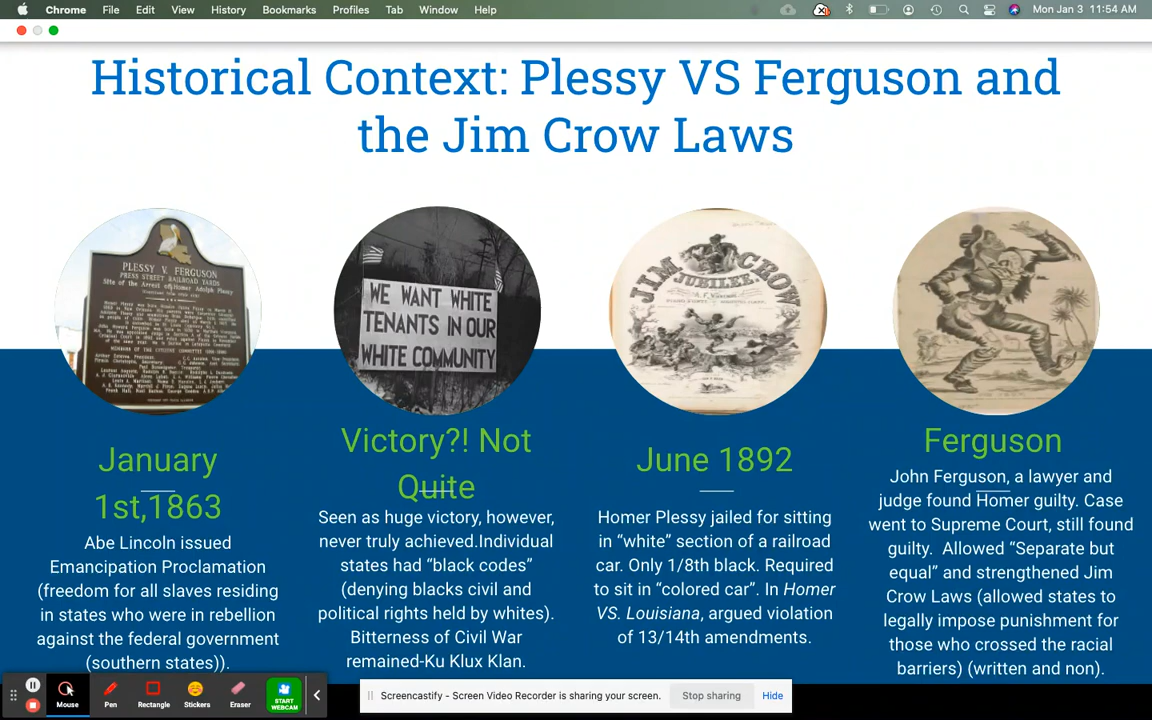 Chrome File Edit View History Bookmarks Profiles Tab Window Help Mon Jan 3 11:54 AM
Historical Context: Plessy VS Ferguson and
the Jim Crow Laws
PLESSY V. FERGUSON
PRESS STREET RAILROAD YARDS
Site of the Arrest of Homer Adolph Plessy
WE WANT WHITE
TENANTS IN OUR
WHITE COMMUNITY
JIM CROW
JUBILEE
January
1st,1863
Abe Lincoln issued
Emancipation Proclamation
(freedom for all slaves residing
in states who were in rebellion
against the federal government
(southern states)).
Victory?! Not
Quite
Seen as huge victory, however,
never truly achieved.Individual
states had “black codes”
(denying blacks civil and
political rights held by whites).
Bitterness of Civil War
remained-Ku Klux Klan.
June 1892
Homer Plessy jailed for sitting
in “white” section of a railroad
car. Only 1/8th black. Required
to sit in “colored car”. In Homer
VS. Louisiana, argued violation
of 13/14th amendments.
Ferguson
John Ferguson, a lawyer and
judge found Homer guilty. Case
went to Supreme Court, still found
guilty. Allowed “Separate but
equal” and strengthened Jim
Crow Laws (allowed states to
legally impose punishment for
those who crossed the racial
barriers) (written and non).
Mouse Pen Rectangle Stickers Eraser START
WEBCAM
Screencastify - Screen Video Recorder is sharing your screen. Stop sharing Hide